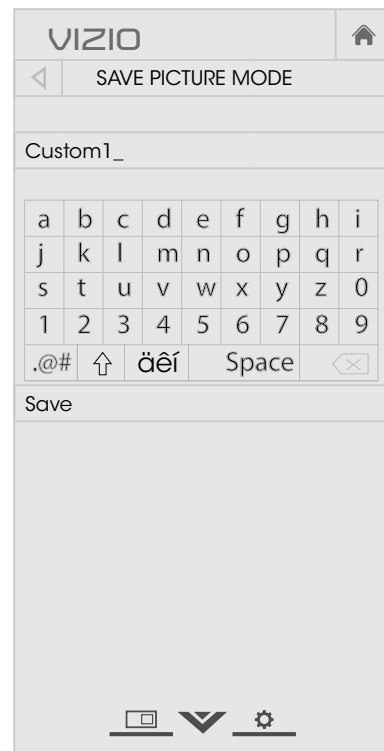 VIZIO
SAVE PICTURE MODE
Custom1_
a b c d e f g h i
j k l m n o p q r
s t u v w x y z 0
1 2 3 4 5 6 7 8 9
.@# äêí Space
Save